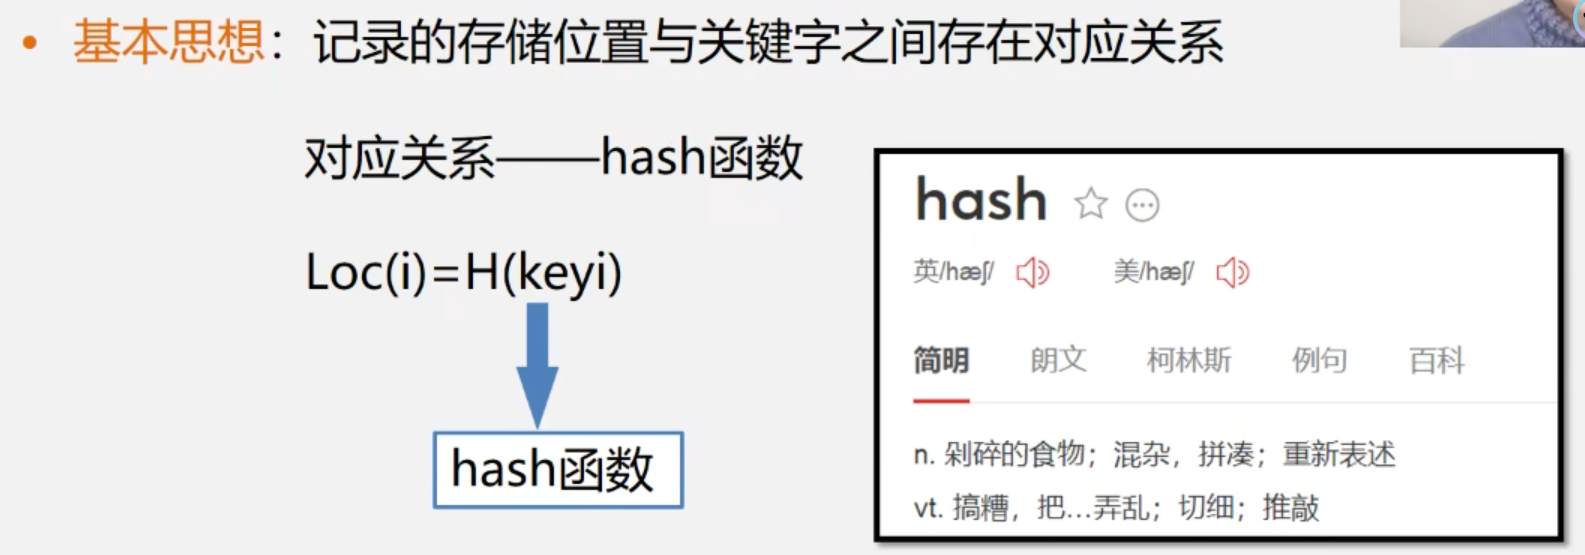 • 基本思想：记录的存储位置与关键字之间存在对应关系
对应关系——hash函数
Loc(i)=H(keyi)
hash函数
hash
英/hæʃ/ 美/hæʃ/
简明 朗文 柯林斯 例句 百科
n. 剁碎的食物；混杂，拼凑；重新表述
vt. 搞糟，把…弄乱；切细；推敲